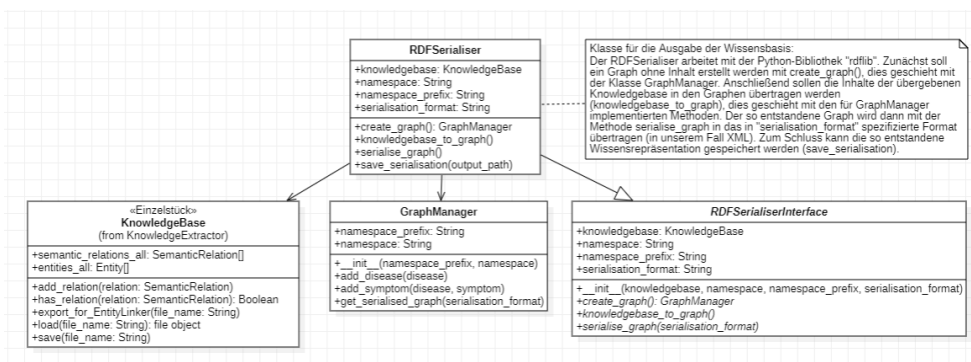 RDFSerialiser
+knowledgebase: KnowledgeBase
+namespace: String
+namespace_prefix: String
+serialisation_format: String
+create_graph(): GraphManager
+knowledgebase_to_graph()
+serialise_graph()
+save_serialisation(output_path)
Klasse für die Ausgabe der Wissensbasis:
Der RDFSerialiser arbeitet mit der Python-Bibliothek "rdflib". Zunächst soll
ein Graph ohne Inhalt erstellt werden mit create_graph(), dies geschieht mit
der Klasse GraphManager. Anschließend sollen die Inhalte der übergebenen
Knowledgebase in den Graphen übertragen werden
(knowledgebase_to_graph), dies geschieht mit den für GraphManager
implementierten Methoden. Der so entstandene Graph wird dann mit der
Methode serialise_graph in das in "serialisation_format" spezifizierte Format
übertragen (in unserem Fall XML). Zum Schluss kann die so entstandene
Wissensrepräsentation gespeichert werden (save_serialisation).
«Einzelstück»
KnowledgeBase
(from KnowledgeExtractor)
+semantic_relations_all: SemanticRelation[]
+entities_all: Entity[]
+add_relation(relation: SemanticRelation)
+has_relation(relation: SemanticRelation): Boolean
+export_for_EntityLinker(file_name: String)
+load(file_name: String): file object
+save(file_name: String)
GraphManager
+namespace_prefix: String
+namespace: String
+__init__(namespace_prefix, namespace)
+add_disease(disease)
+add_symptom(disease, symptom)
+get_serialised_graph(serialisation_format)
RDFSerialiserInterface
+knowledgebase: KnowledgeBase
+namespace: String
+namespace_prefix: String
+serialisation_format: String
+__init__(knowledgebase, namespace, namespace_prefix, serialisation_format)
+create_graph(): GraphManager
+knowledgebase_to_graph()
+serialise_graph(serialisation_format)